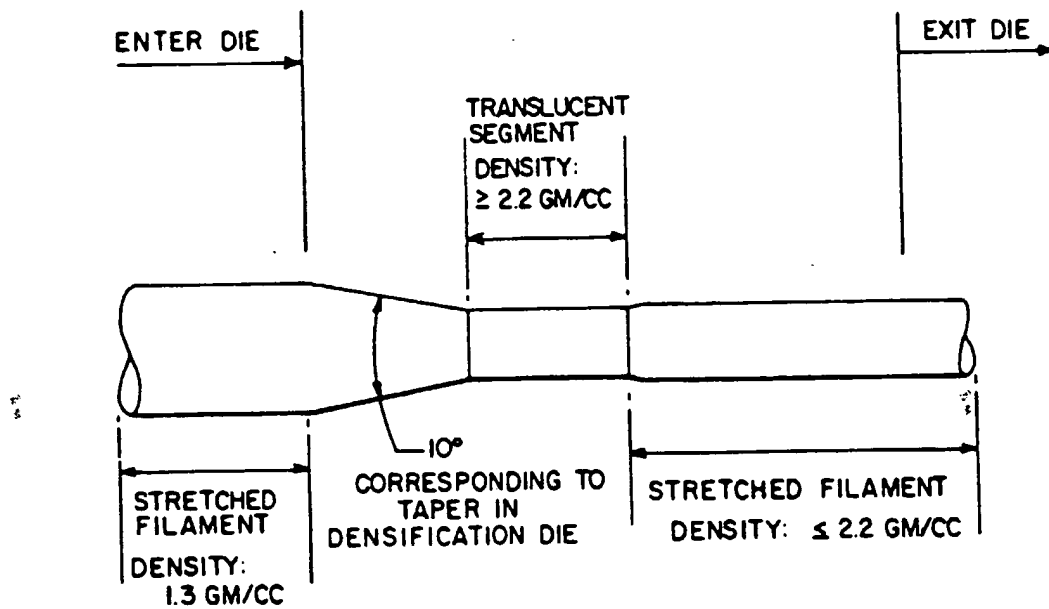 ENTER DIE
EXIT DIE
TRANSLUCENT
SEGMENT
DENSITY:
≥ 2.2 GM/CC
10°
CORRESPONDING TO
TAPER IN
DENSIFICATION DIE
STRETCHED
FILAMENT
DENSITY:
1.3 GM/CC
STRETCHED FILAMENT
DENSITY: ≤ 2.2 GM/CC